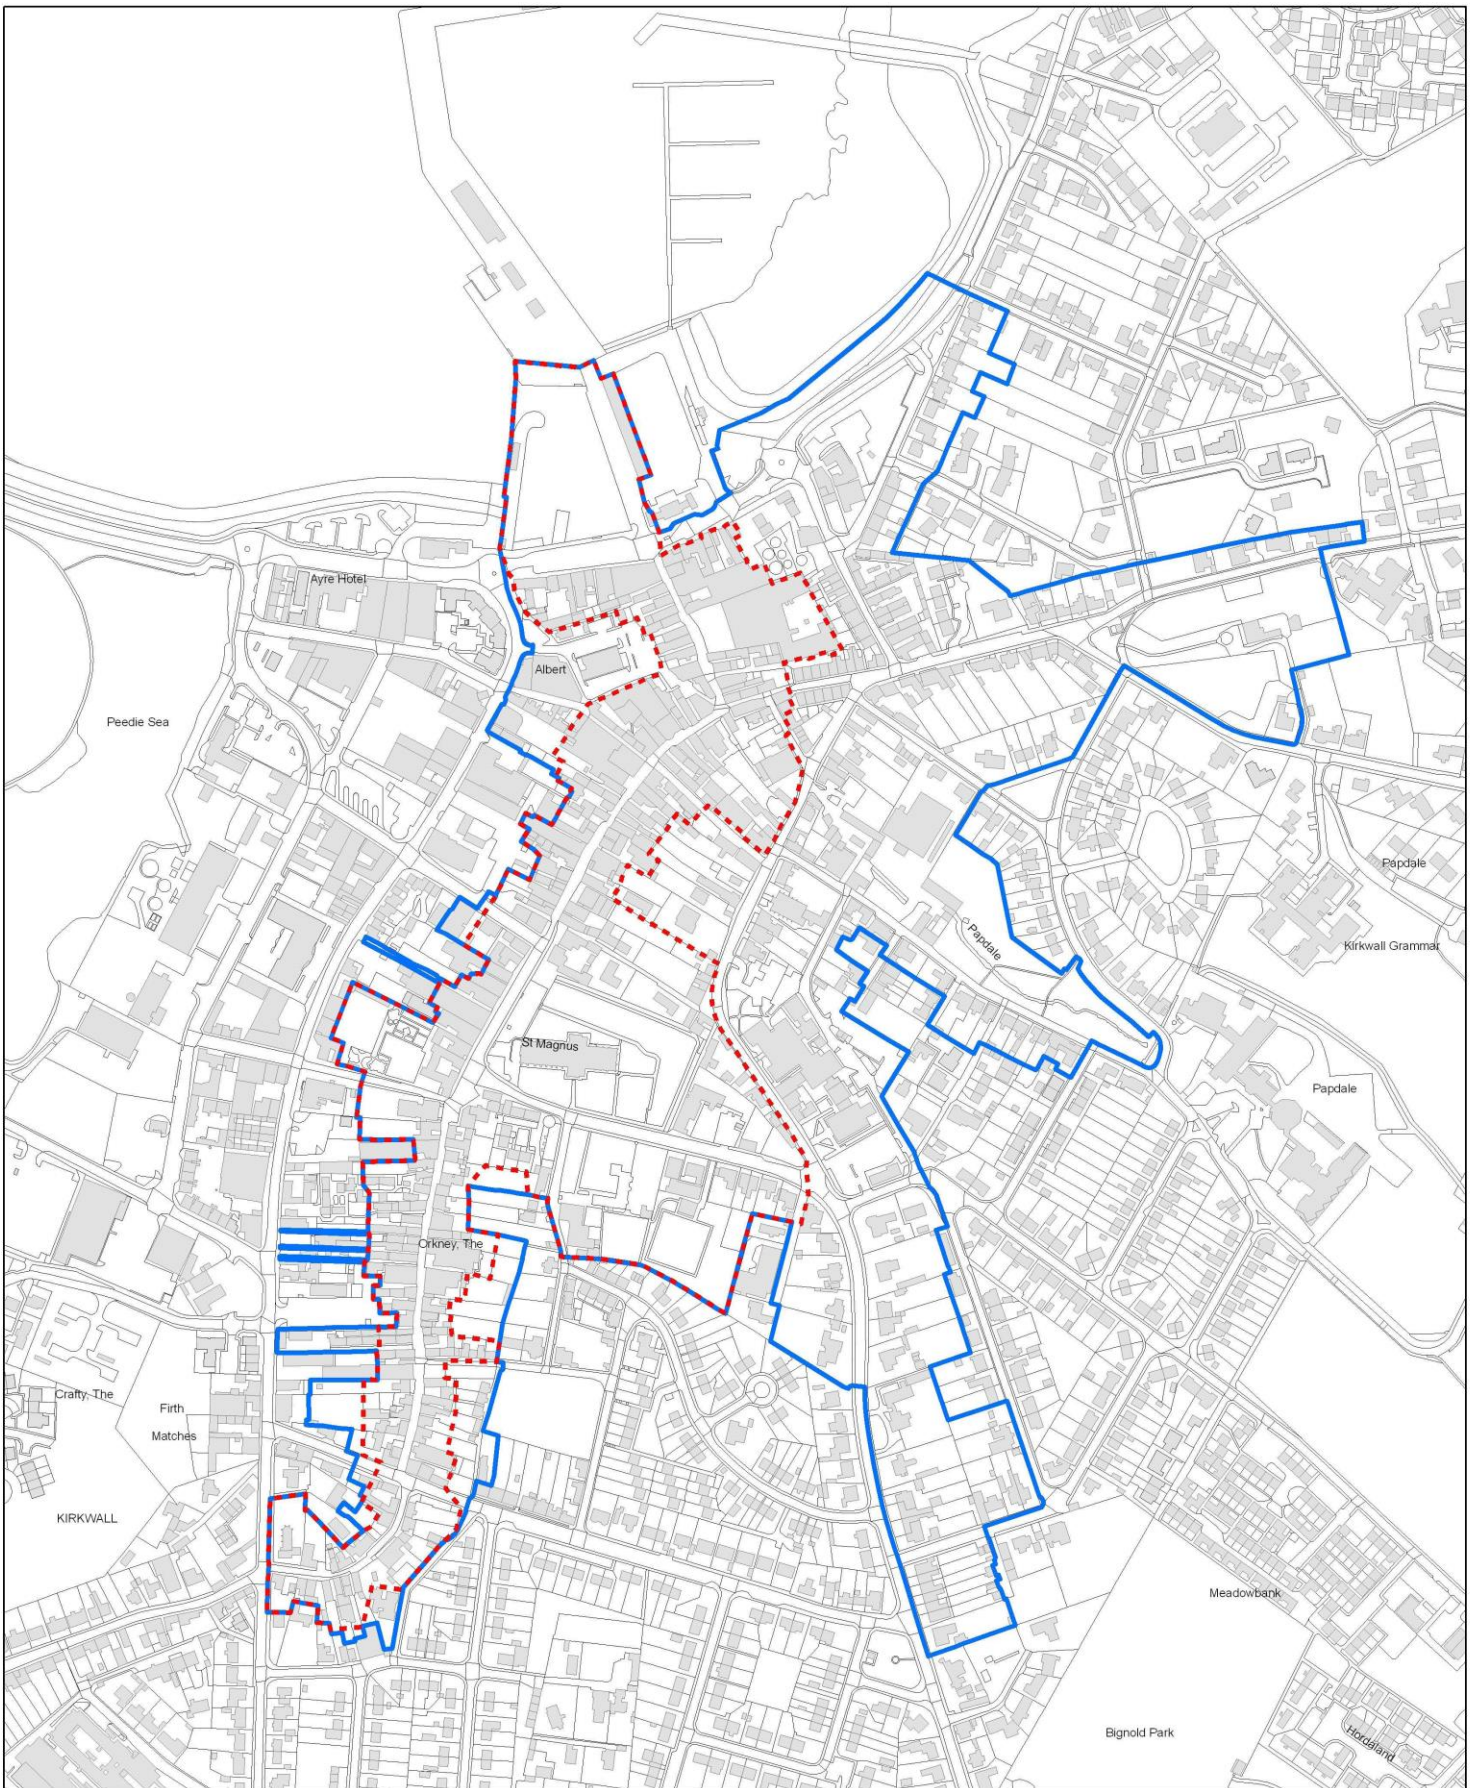 Ayre Hotel
Albert
Peedie Sea
Papdale
Kirkwall Grammar
Papdale
St Magnus
Papdale
Orkney, The
Crafty, The
Firth
Matches
KIRKWALL
Meadowbank
Bignold Park
Hordaland